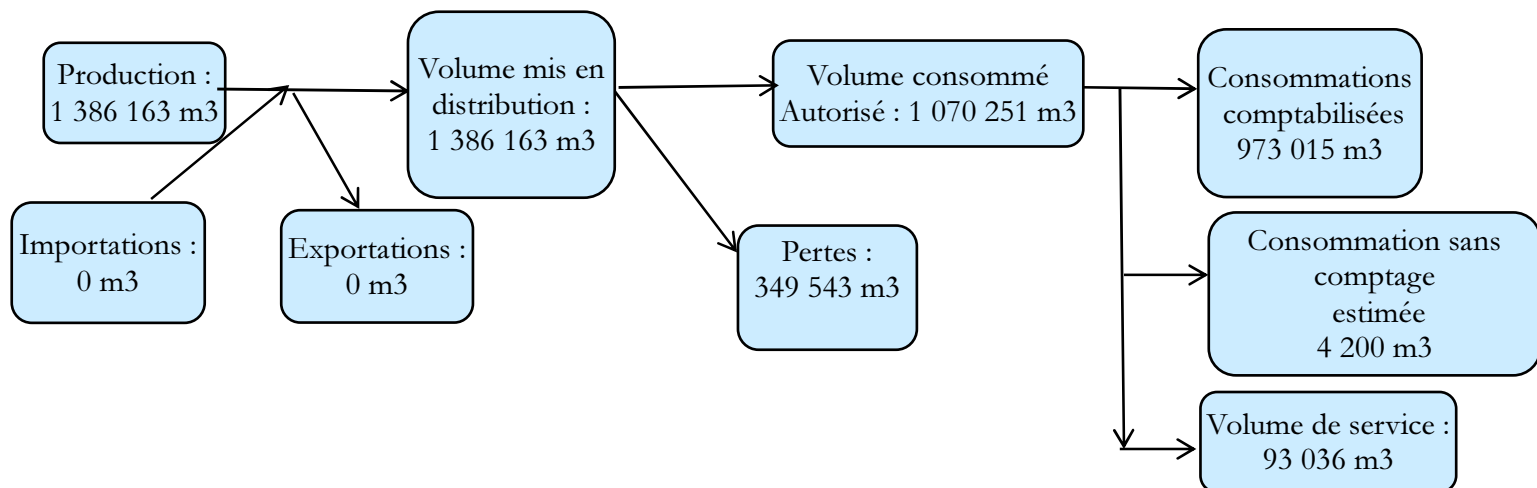 Production :
1 386 163 m3
Volume mis en
distribution :
1 386 163 m3
Volume consommé
Autorisé : 1 070 251 m3
Consommations
comptabilisées
973 015 m3
Importations :
0 m3
Exportations :
0 m3
Pertes :
349 543 m3
Consommation sans
comptage
estimée
4 200 m3
Volume de service :
93 036 m3